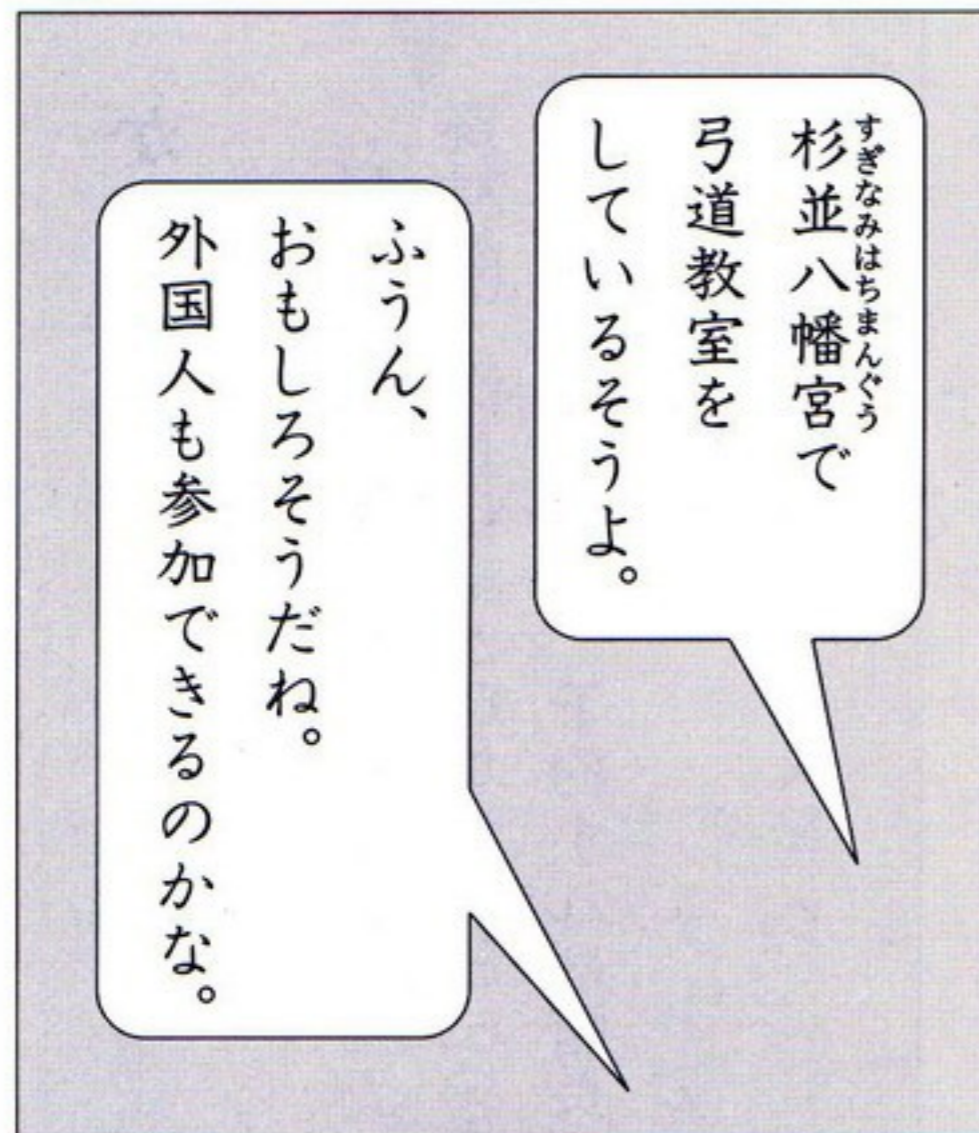 杉並八幡宮で
すぎなみはちまんぐう
弓道教室を
しているそうよ。
ふうん、
おもしろそうだね。
外国人も参加できるのかな。